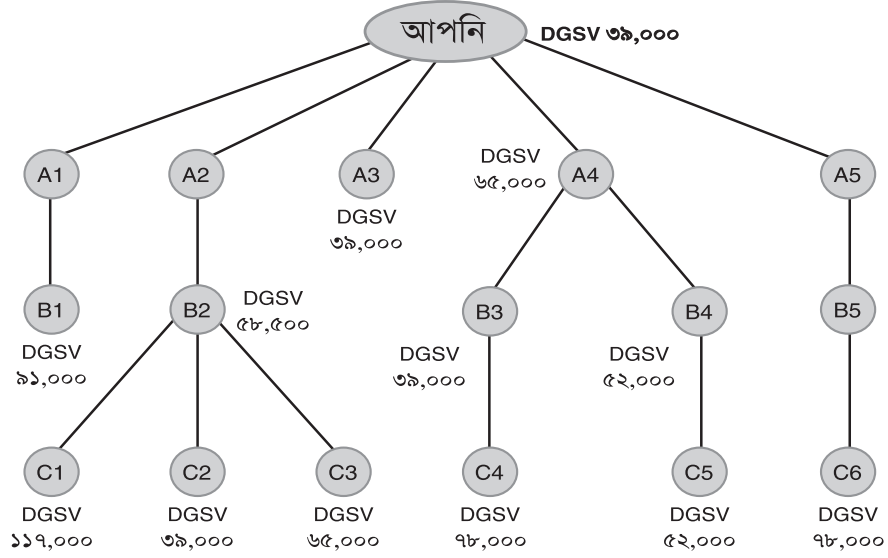 আপনি
DGSV ৩৯,০০০
A1
A2
A3
DGSV
৩৯,০০০
DGSV
৬৫,০০০
A4
A5
B1
DGSV
৯১,০০০
B2
DGSV
৫৮,৫০০
B3
DGSV
৩৯,০০০
B4
DGSV
৫২,০০০
B5
C1
DGSV
১১৭,০০০
C2
DGSV
৩৯,০০০
C3
DGSV
৬৫,০০০
C4
DGSV
৭৮,০০০
C5
DGSV
৫২,০০০
C6
DGSV
৭৮,০০০